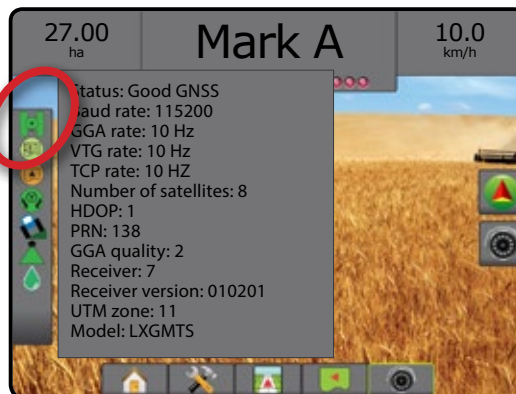 27.00
ha
Mark A
10.0
km/h
Status: Good GNSS
Baud rate: 115200
GGA rate: 10 Hz
VTG rate: 10 Hz
TCP rate: 10 HZ
Number of satellites: 8
HDOP: 1
PRN: 138
GGA quality: 2
Receiver: 7
Receiver version: 010201
UTM zone: 11
Model: LXGMTS